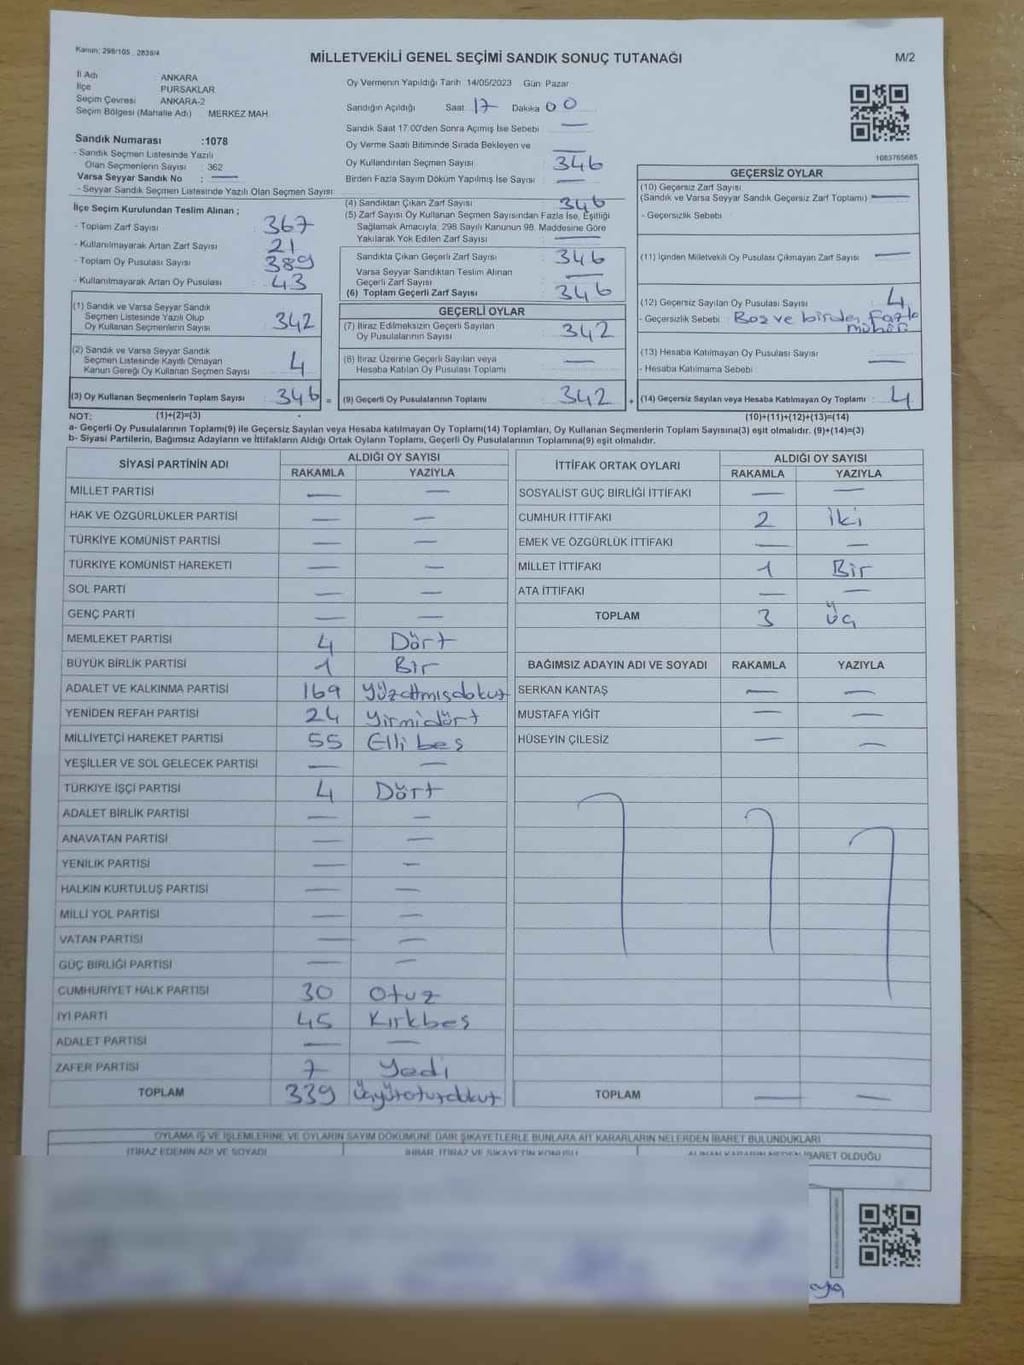 Kanun: 298/105 2839/4
MİLLETVEKİLİ GENEL SEÇİMİ SANDIK SONUÇ TUTANAĞI
M/2
İl Adı : ANKARA
İlçe : PURSAKLAR
Seçim Çevresi : ANKARA-2
Seçim Bölgesi (Mahalle Adı) : MERKEZ MAH
Sandık Numarası :1078
- Sandık Seçmen Listesinde Yazılı
Olan Seçmenlerin Sayısı : 362
Varsa Seyyar Sandık No : —
- Seyyar Sandık Seçmen Listesinde Yazılı Olan Seçmen Sayısı:
Oy Vermenin Yapıldığı Tarih 14/05/2023 Gün Pazar
Sandığın Açıldığı Saat 17 Dakika 00
Sandık Saat 17.00'den Sonra Açmış İse Sebebi —
Oy Verme Saati Bitiminde Sırada Bekleyen ve —
Oy Kullandırılan Seçmen Sayısı 346
Birden Fazla Sayım Döküm Yapılmış İse Sayısı —
1083765685
İlçe Seçim Kurulundan Teslim Alınan ;
- Toplam Zarf Sayısı 367
- Kullanılmayarak Artan Zarf Sayısı 21
- Toplam Oy Pusulası Sayısı 389
- Kullanılmayarak Artan Oy Pusulası 43
(4) Sandıktan Çıkan Zarf Sayısı 346
(5) Zarf Sayısı Oy Kullanan Seçmen Sayısından Fazla İse, Eşitliği
Sağlamak Amacıyla, 298 Sayılı Kanunun 98. Maddesine Göre
Yakılarak Yok Edilen Zarf Sayısı —
Sandıkta Çıkan Geçerli Zarf Sayısı 346
Varsa Seyyar Sandıktan Teslim Alınan
Geçerli Zarf Sayısı —
(6) Toplam Geçerli Zarf Sayısı 346
GEÇERSİZ OYLAR
(10) Geçersiz Zarf Sayısı
(Sandık ve Varsa Seyyar Sandık Geçersiz Zarf Toplamı) —
- Geçersizlik Sebebi
(11) İçinden Milletvekili Oy Pusulası Çıkmayan Zarf Sayısı —
(12) Geçersiz Sayılan Oy Pusulası Sayısı 4
- Geçersizlik Sebebi : Boş ve birden fazla
mühür
(13) Hesaba Katılmayan Oy Pusulası Sayısı —
- Hesaba Katılmama Sebebi
(14) Geçersiz Sayılan veya Hesaba Katılmayan Oy Toplamı 4
(1) Sandık ve Varsa Seyyar Sandık
Seçmen Listesinde Yazılı Olup
Oy Kullanan Seçmenlerin Sayısı 342
(2) Sandık ve Varsa Seyyar Sandık
Seçmen Listesinde Kayıtlı Olmayan
Kanun Gereği Oy Kullanan Seçmen Sayısı 4
(3) Oy Kullanan Seçmenlerin Toplam Sayısı 346 =
GEÇERLİ OYLAR
(7) İtiraz Edilmeksizin Geçerli Sayılan
Oy Pusulalarının Sayısı 342
(8) İtiraz Üzerine Geçerli Sayılan veya
Hesaba Katılan Oy Pusulası Toplamı —
(9) Geçerli Oy Pusulalarının Toplamı 342 +
NOT: (1)+(2)=(3) (10)+(11)+(12)+(13)=(14)
a- Geçerli Oy Pusulalarının Toplamı(9) ile Geçersiz Sayılan veya Hesaba katılmayan Oy Toplamı(14) Toplamları, Oy Kullanan Seçmenlerin Toplam Sayısına(3) eşit olmalıdır. (9)+(14)=(3)
b- Siyasi Partilerin, Bağımsız Adayların ve İttifakların Aldığı Ortak Oyların Toplamı, Geçerli Oy Pusulalarının Toplamına(9) eşit olmalıdır.
SİYASİ PARTİNİN ADI ALDIĞI OY SAYISI
RAKAMLA YAZIYLA
MİLLET PARTİSİ — —
HAK VE ÖZGÜRLÜKLER PARTİSİ — —
TÜRKİYE KOMÜNİST PARTİSİ — —
TÜRKİYE KOMÜNİST HAREKETİ — —
SOL PARTİ — —
GENÇ PARTİ — —
MEMLEKET PARTİSİ 4 Dört
BÜYÜK BİRLİK PARTİSİ 1 Bir
ADALET VE KALKINMA PARTİSİ 169 Yüzatmışdokuz
YENİDEN REFAH PARTİSİ 24 Yirmidört
MİLLİYETÇİ HAREKET PARTİSİ 55 Elli beş
YEŞİLLER VE SOL GELECEK PARTİSİ — —
TÜRKİYE İŞÇİ PARTİSİ 4 Dört
ADALET BİRLİK PARTİSİ — —
ANAVATAN PARTİSİ — —
YENİLİK PARTİSİ — —
HALKIN KURTULUŞ PARTİSİ — —
MİLLİ YOL PARTİSİ — —
VATAN PARTİSİ — —
GÜÇ BİRLİĞİ PARTİSİ — —
CUMHURİYET HALK PARTİSİ 30 Otuz
İYİ PARTİ 45 Kırkbeş
ADALET PARTİSİ — —
ZAFER PARTİSİ 7 Yedi
TOPLAM 339 Üçyüzotuzdokuz
İTTİFAK ORTAK OYLARI ALDIĞI OY SAYISI
RAKAMLA YAZIYLA
SOSYALİST GÜÇ BİRLİĞİ İTTİFAKI — —
CUMHUR İTTİFAKI 2 İki
EMEK VE ÖZGÜRLÜK İTTİFAKI — —
MİLLET İTTİFAKI 1 Bir
ATA İTTİFAKI — —
TOPLAM 3 Üç
BAĞIMSIZ ADAYIN ADI VE SOYADI RAKAMLA YAZIYLA
SERKAN KANTAŞ — —
MUSTAFA YİĞİT — —
HÜSEYİN ÇİLESİZ — —
TOPLAM — —
OYLAMA İŞ VE İŞLEMLERİNE VE OYLARIN SAYIM DÖKÜMÜNE DAİR ŞİKAYETLERLE BUNLARA AİT KARARLARIN NELERDEN İBARET BULUNDUKLARI
İTİRAZ EDENİN ADI VE SOYADI İHBAR, İTİRAZ VE ŞİKAYETİN KONUSU ALINAN KARARIN NEDEN İBARET OLDUĞU